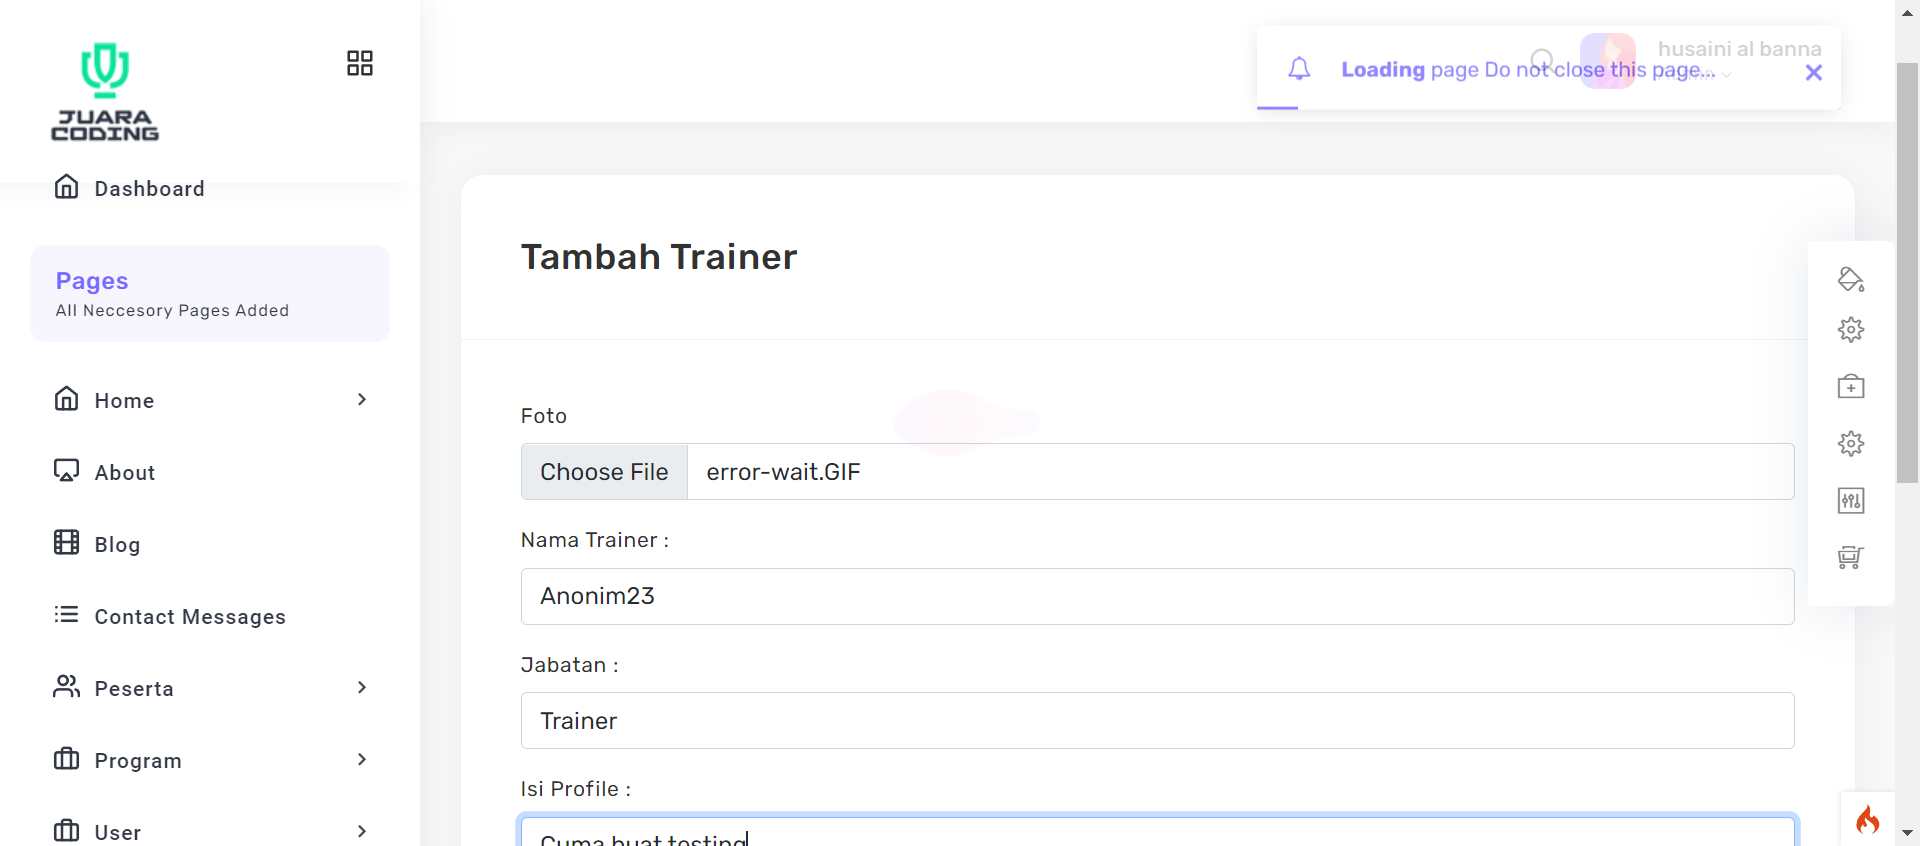 JUARA
CODING
Dashboard
Pages
All Neccesory Pages Added
Home
About
Blog
Contact Messages
Peserta
Program
User
husaini al banna
Loading page Do not close this page...
Tambah Trainer
Foto
Choose File error-wait.GIF
Nama Trainer :
Anonim23
Jabatan :
Trainer
Isi Profile :
Cuma buat testing